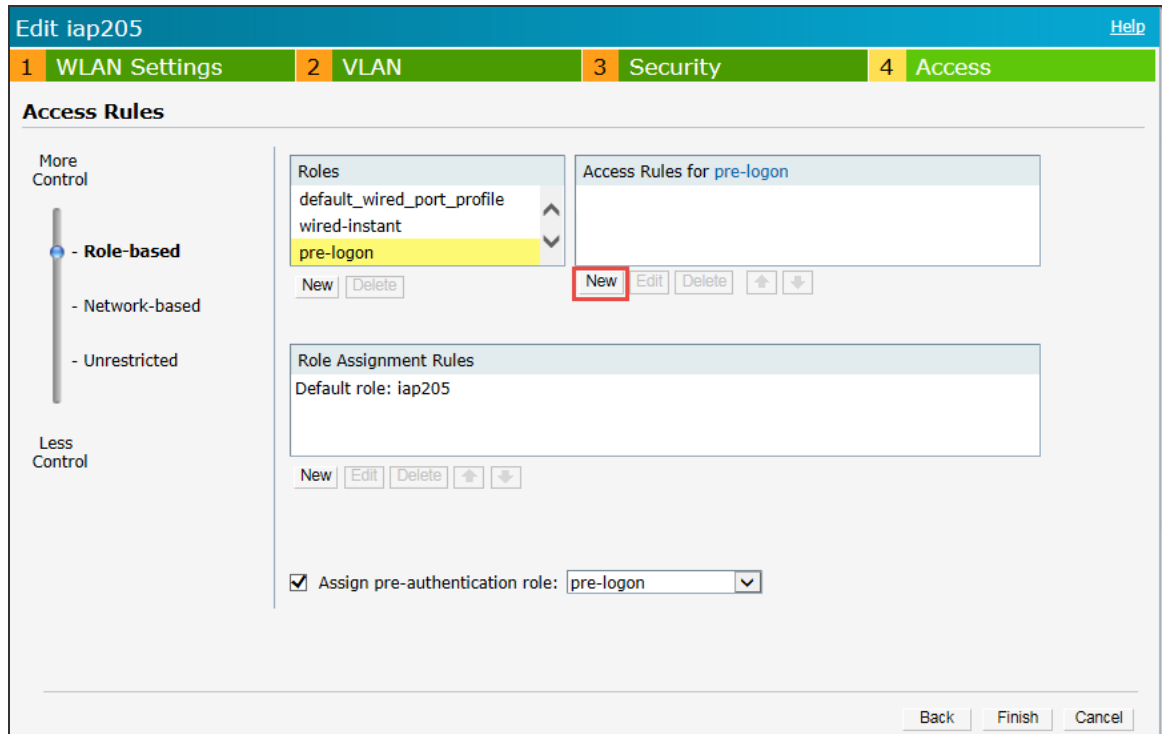 Edit iap205 Help
1 WLAN Settings 2 VLAN 3 Security 4 Access
Access Rules
More
Control
- Role-based
- Network-based
- Unrestricted
Less
Control
Roles
default_wired_port_profile
wired-instant
pre-logon
New Delete
Access Rules for pre-logon
New Edit Delete
Role Assignment Rules
Default role: iap205
New Edit Delete
Assign pre-authentication role: pre-logon
Back Finish Cancel